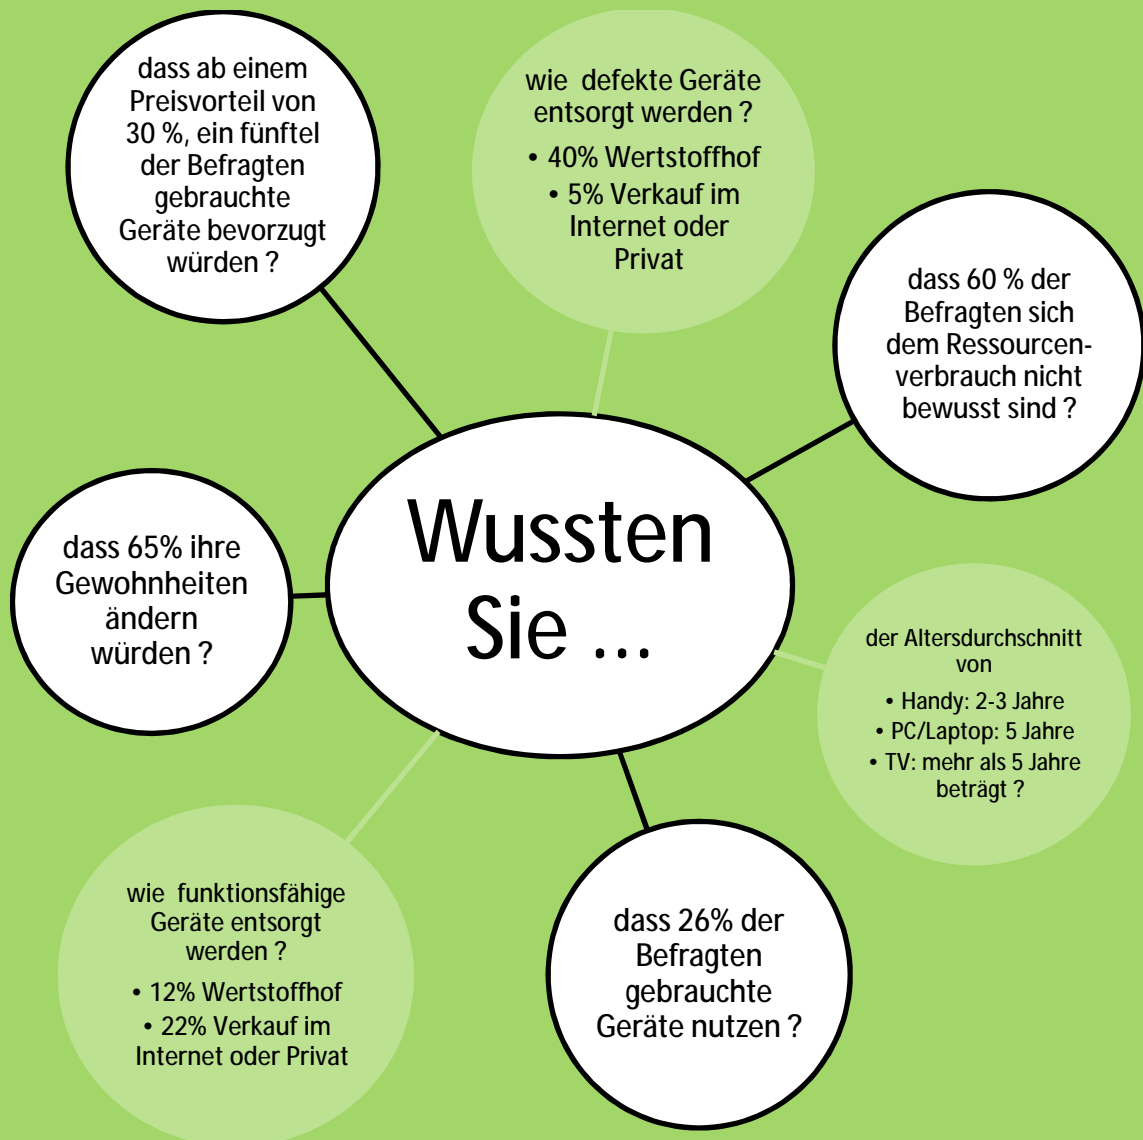 dass ab einem
Preisvorteil von
30 %, ein fünftel
der Befragten
gebrauchte
Geräte bevorzugt
würden ?
wie defekte Geräte
entsorgt werden ?
• 40% Wertstoffhof
• 5% Verkauf im
Internet oder
Privat
dass 60 % der
Befragten sich
dem Ressourcen-
verbrauch nicht
bewusst sind ?
Wussten
Sie ...
dass 65% ihre
Gewohnheiten
ändern
würden ?
der Altersdurchschnitt
von
• Handy: 2-3 Jahre
• PC/Laptop: 5 Jahre
• TV: mehr als 5 Jahre
beträgt ?
wie funktionsfähige
Geräte entsorgt
werden ?
• 12% Wertstoffhof
• 22% Verkauf im
Internet oder Privat
dass 26% der
Befragten
gebrauchte
Geräte nutzen ?